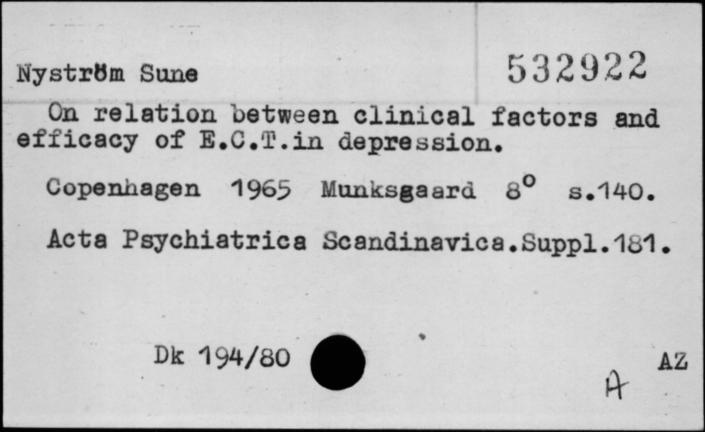 Nyström Sune
532922
On relation between clinical factors and
efficacy of E.C.T.in depression.
Copenhagen 1965 Munksgaard 8° s.140.
Acta Psychiatrica Scandinavica.Suppl.181.
Dk 194/80
AZ
A